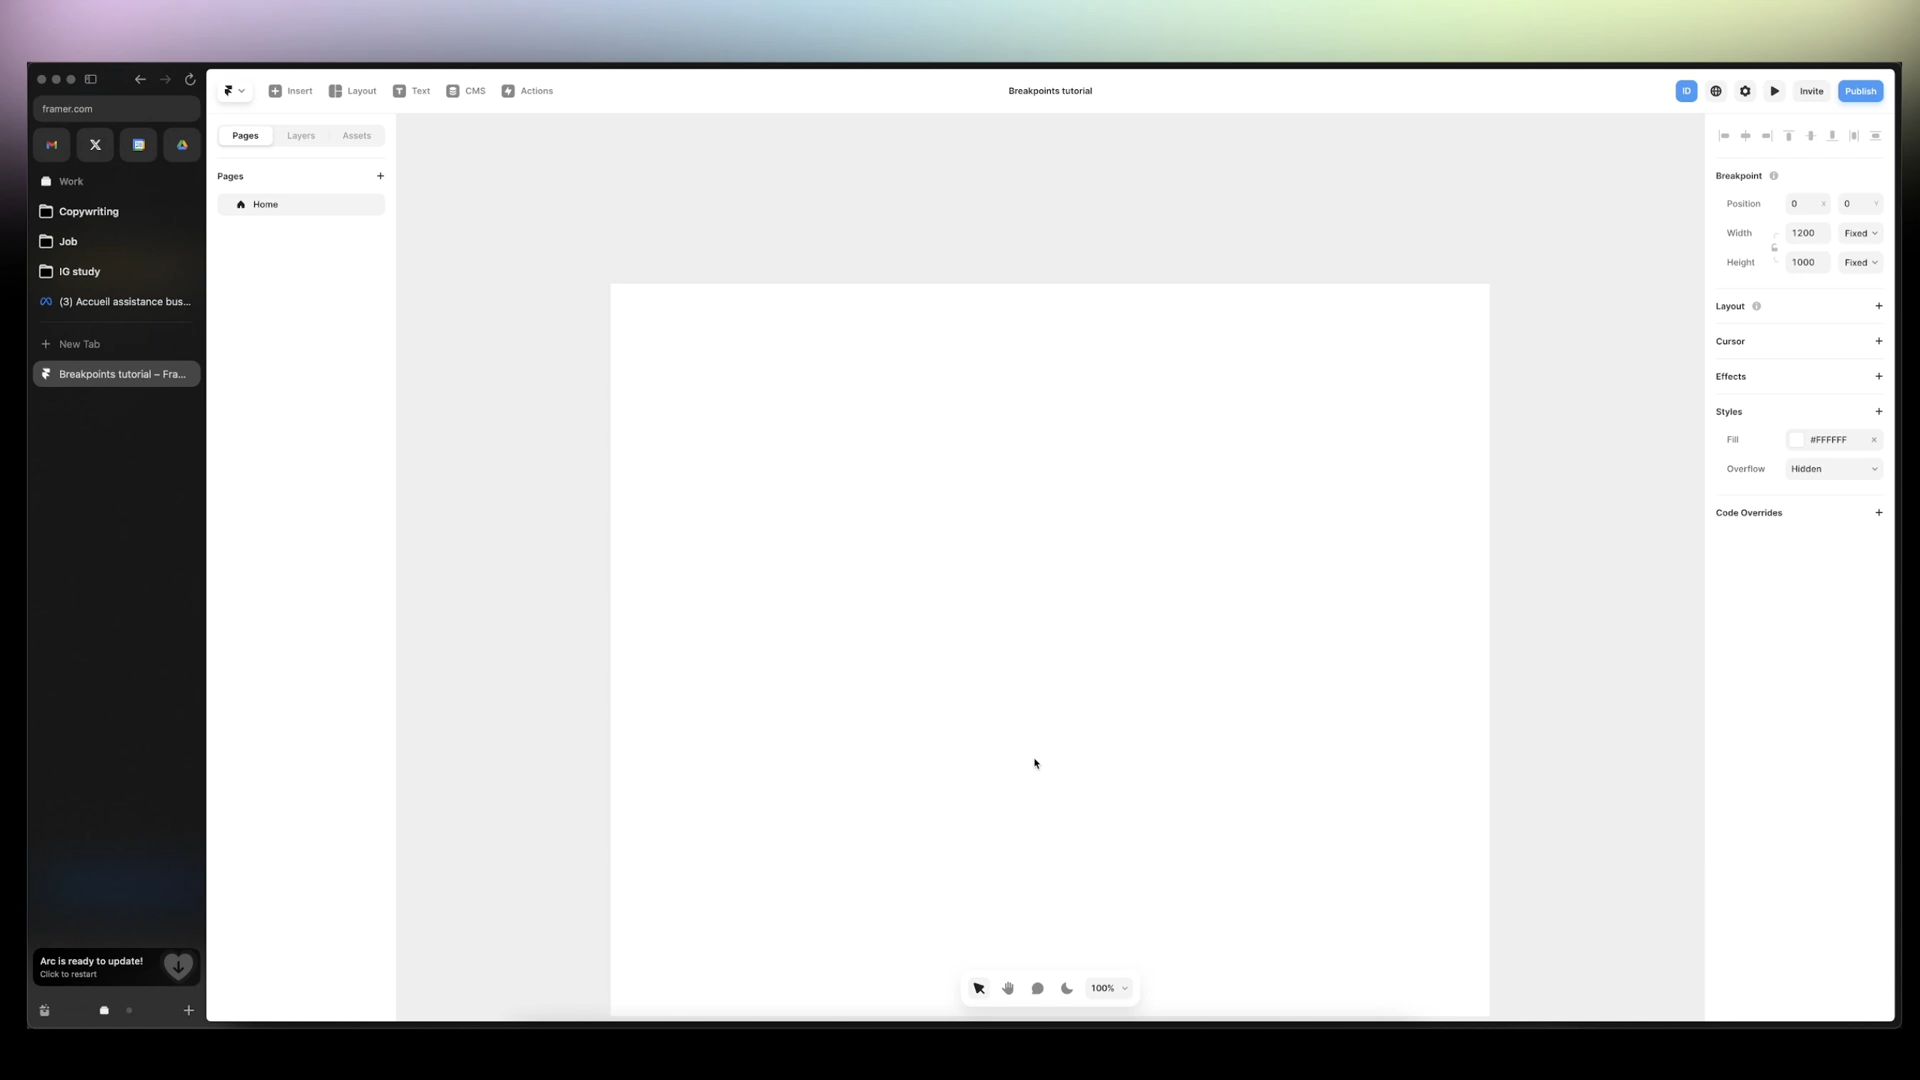 framer.com
Work
Copywriting
Job
IG study
(3) Accueil assistance bus...
New Tab
Breakpoints tutorial – Fra...
Arc is ready to update!
Click to restart
Insert
Layout
Text
CMS
Actions
Breakpoints tutorial
ID
Invite
Publish
Pages
Layers
Assets
Pages
Home
100%
Breakpoint
Position
0
X
0
Y
Width
1200
Fixed
Height
1000
Fixed
Layout
Cursor
Effects
Styles
Fill
#FFFFFF
Overflow
Hidden
Code Overrides